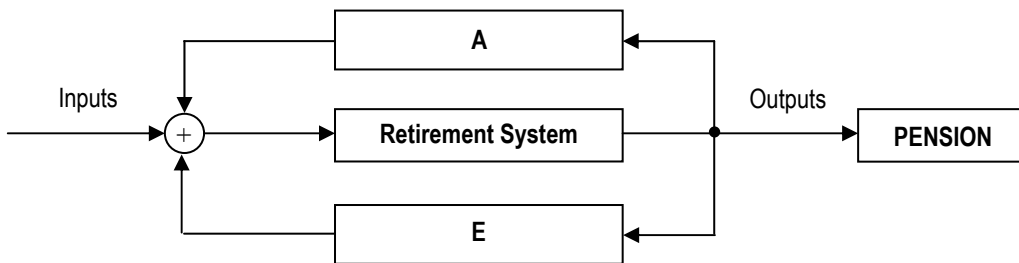 A
Inputs
Outputs
+
Retirement System
PENSION
E